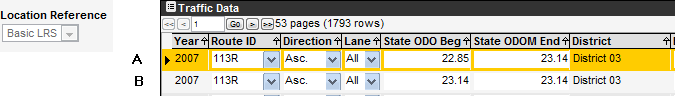 Location Reference
Basic LRS
Traffic Data
<< < 1 Go > >> 53 pages (1793 rows)
Year Route ID Direction Lane State ODO Beg State ODOM End District
A 2007 113R Asc. All 22.85 23.14 District 03
B 2007 113R Asc. All 23.14 23.14 District 03